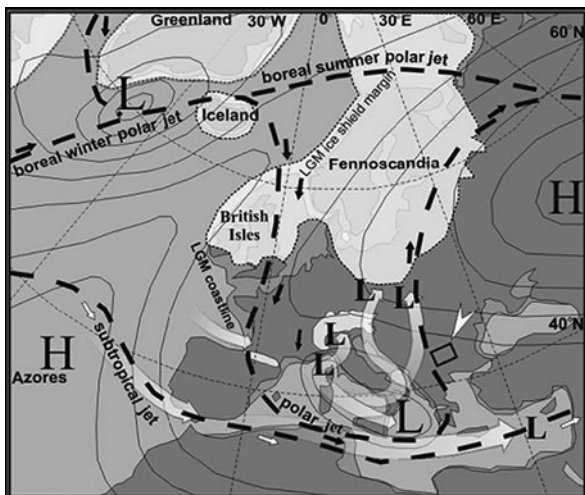 Greenland
30 W
0
30 E
60 E
60 N
L
boreal summer polar jet
Iceland
boreal winter polar jet
LGM ice shield margin
Fennoscandia
H
British
Isles
LGM coastline
L
L
L
L
40 N
H
Azores
subtropical jet
polar jet
L
L